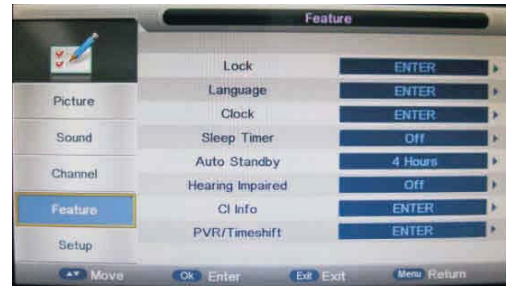 Feature
Picture
Sound
Channel
Feature
Setup
Lock ENTER
Language ENTER
Clock ENTER
Sleep Timer Off
Auto Standby 4 Hours
Hearing Impaired Off
CI Info ENTER
PVR/Timeshift ENTER
Move Ok Enter Exit Exit Menu Return